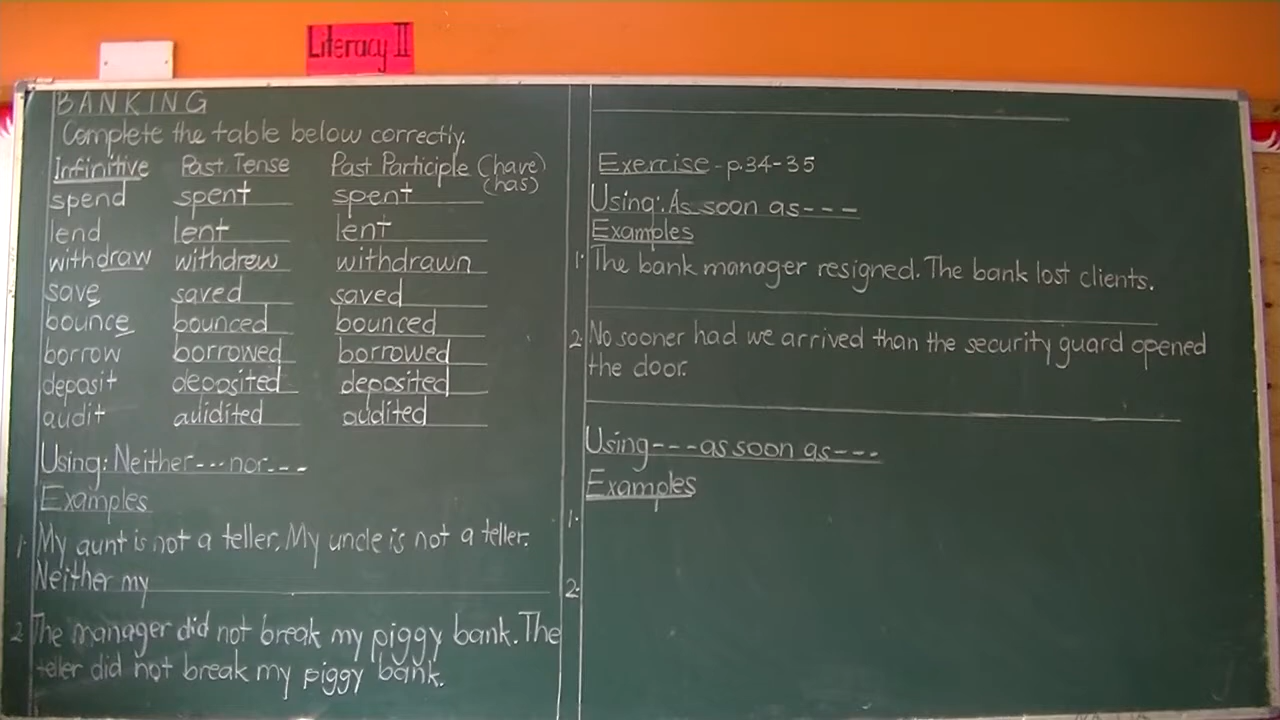 Literacy II
BANKING
Complete the table below correctly.
Infinitive Past Tense Past Participle (have)
(has)
spend spent spent
lend lent lent
withdraw withdrew withdrawn
save saved saved
bounce bounced bounced
borrow borrowed borrowed
deposit deposited deposited
audit auidited audited
Using: Neither --- nor ---
Examples
1. My aunt is not a teller. My uncle is not a teller.
Neither my
2. The manager did not break my piggy bank. The
teller did not break my piggy bank.
Exercise - p.34-35
Using: As soon as ---
Examples
1. The bank manager resigned. The bank lost clients.
2. No sooner had we arrived than the security guard opened
the door.
Using --- as soon as ---
Examples
1.
2.